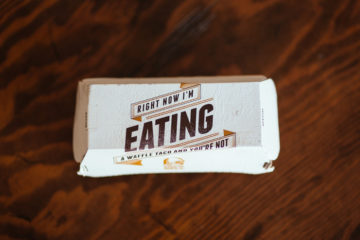 RIGHT NOW I'M
EATING
A WAFFLE TACO AND YOU'RE NOT